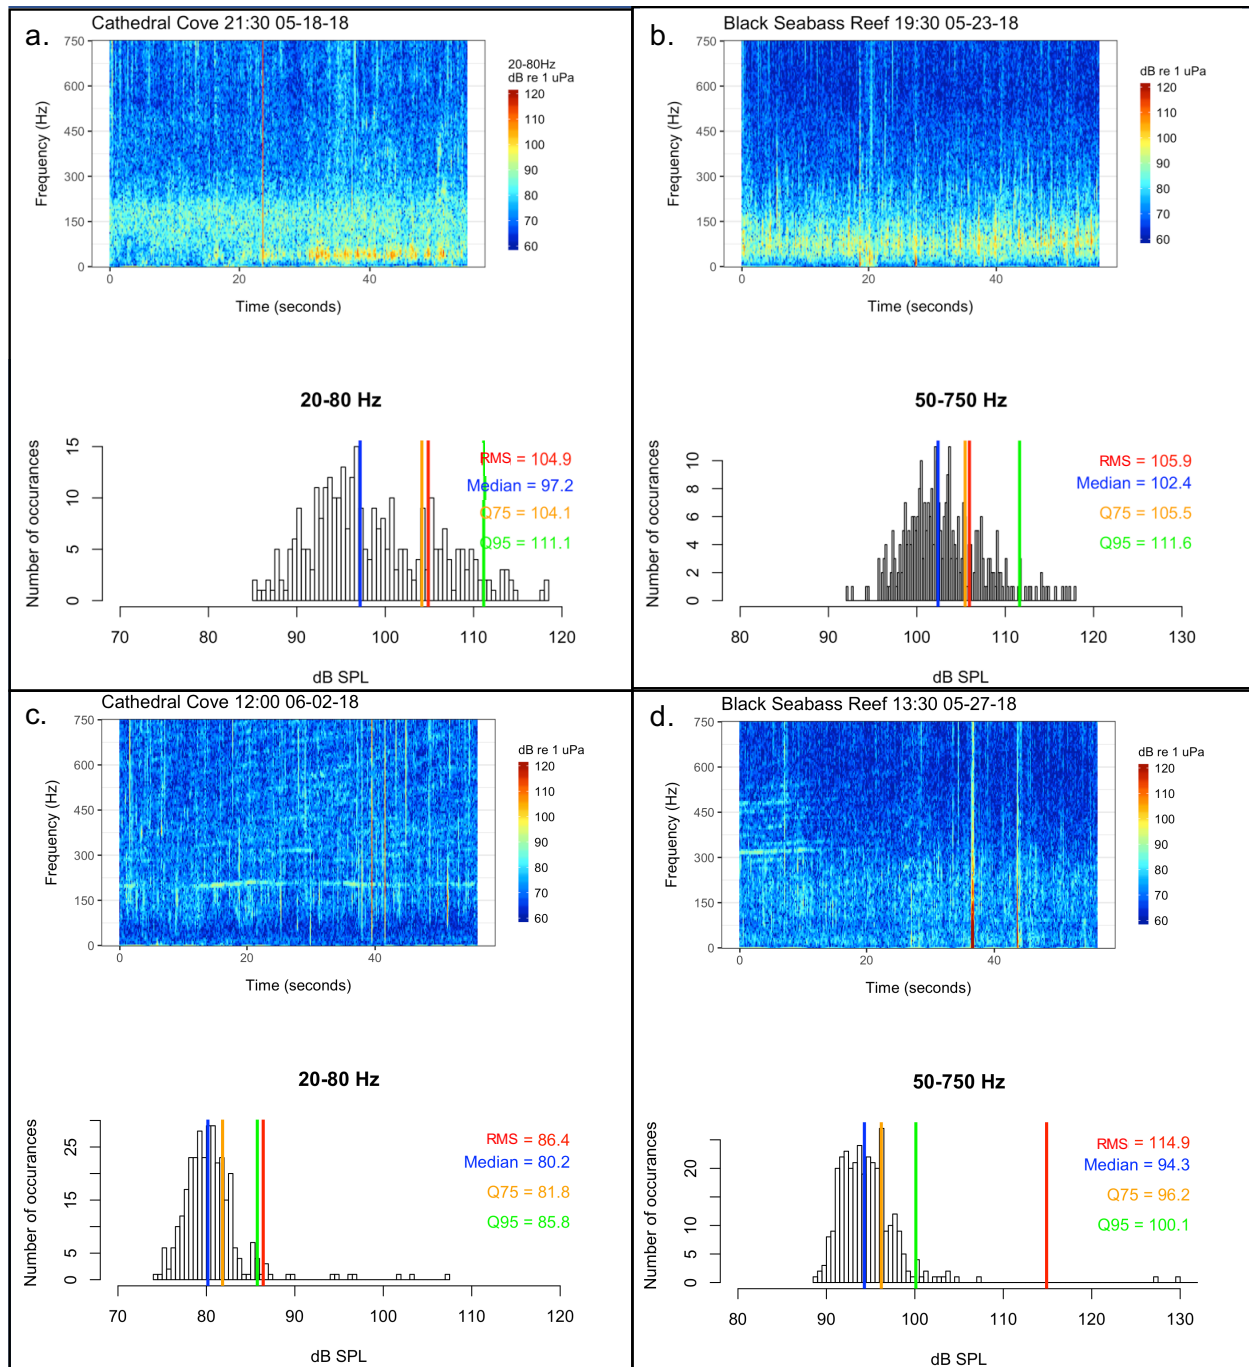 a.
Cathedral Cove 21:30 05-18-18
750
600
450
300
150
0
Frequency (Hz)
0 20 40
Time (seconds)
20-80Hz
dB re 1 uPa
120
110
100
90
80
70
60
20-80 Hz
Number of occurances
15
10
5
0
RMS = 104.9
Median = 97.2
Q75 = 104.1
Q95 = 111.1
70 80 90 100 110 120
dB SPL
b.
Black Seabass Reef 19:30 05-23-18
750
600
450
300
150
0
Frequency (Hz)
0 20 40
Time (seconds)
dB re 1 uPa
120
110
100
90
80
70
60
50-750 Hz
Number of occurances
10
8
6
4
2
0
RMS = 105.9
Median = 102.4
Q75 = 105.5
Q95 = 111.6
80 90 100 110 120 130
dB SPL
c.
Cathedral Cove 12:00 06-02-18
750
600
450
300
150
0
Frequency (Hz)
0 20 40
Time (seconds)
dB re 1 uPa
120
110
100
90
80
70
60
20-80 Hz
Number of occurances
25
15
5
0
RMS = 86.4
Median = 80.2
Q75 = 81.8
Q95 = 85.8
70 80 90 100 110 120
dB SPL
d.
Black Seabass Reef 13:30 05-27-18
750
600
450
300
150
0
Frequency (Hz)
0 20 40
Time (seconds)
dB re 1 uPa
120
110
100
90
80
70
60
50-750 Hz
Number of occurances
20
10
5
0
RMS = 114.9
Median = 94.3
Q75 = 96.2
Q95 = 100.1
80 90 100 110 120 130
dB SPL